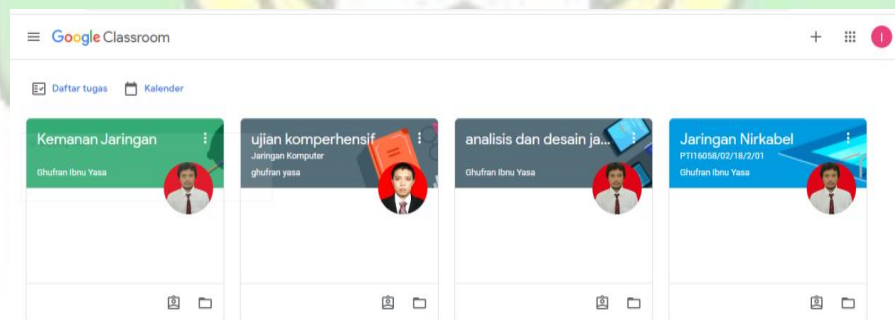 Google Classroom
I
Daftar tugas Kalender
Kemanan Jaringan
Ghufran Ibnu Yasa
ujian komperhensif
Jaringan Komputer
ghufran yasa
analisis dan desain ja...
Ghufran Ibnu Yasa
Jaringan Nirkabel
PTI16058/02/18/2/01
Ghufran Ibnu Yasa